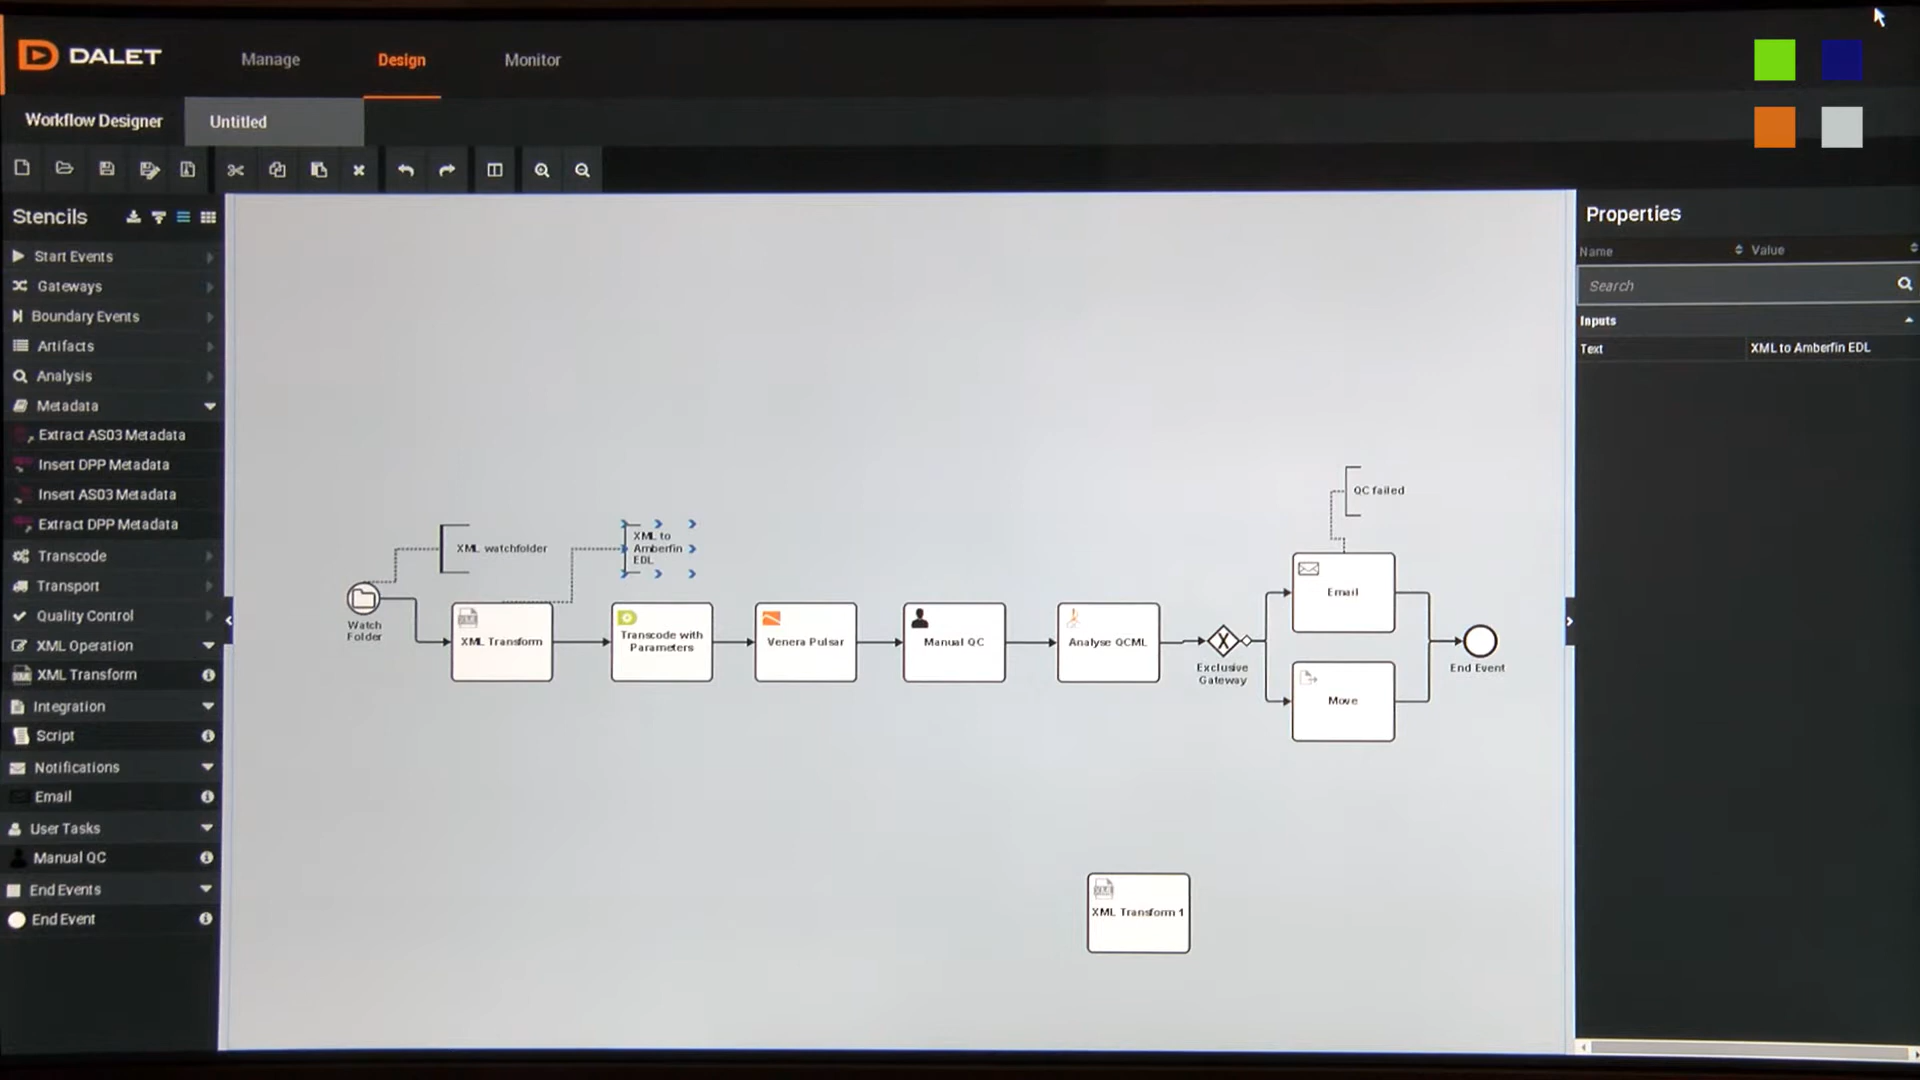 DALET
Manage
Design
Monitor
Workflow Designer
Untitled
Stencils
Start Events
Gateways
Boundary Events
Artifacts
Analysis
Metadata
Extract AS03 Metadata
Insert DPP Metadata
Insert AS03 Metadata
Extract DPP Metadata
Transcode
Transport
Quality Control
XML Operation
XML Transform
Integration
Script
Notifications
Email
User Tasks
Manual QC
End Events
End Event
XML watchfolder
XML to
Amberfin
EDL
QC failed
Watch
Folder
XML
XML Transform
Transcode with
Parameters
Venera Pulsar
Manual QC
Analyse QCML
X
Exclusive
Gateway
Email
Move
End Event
XML
XML Transform 1
Properties
Name
Value
Search
Inputs
Text
XML to Amberfin EDL